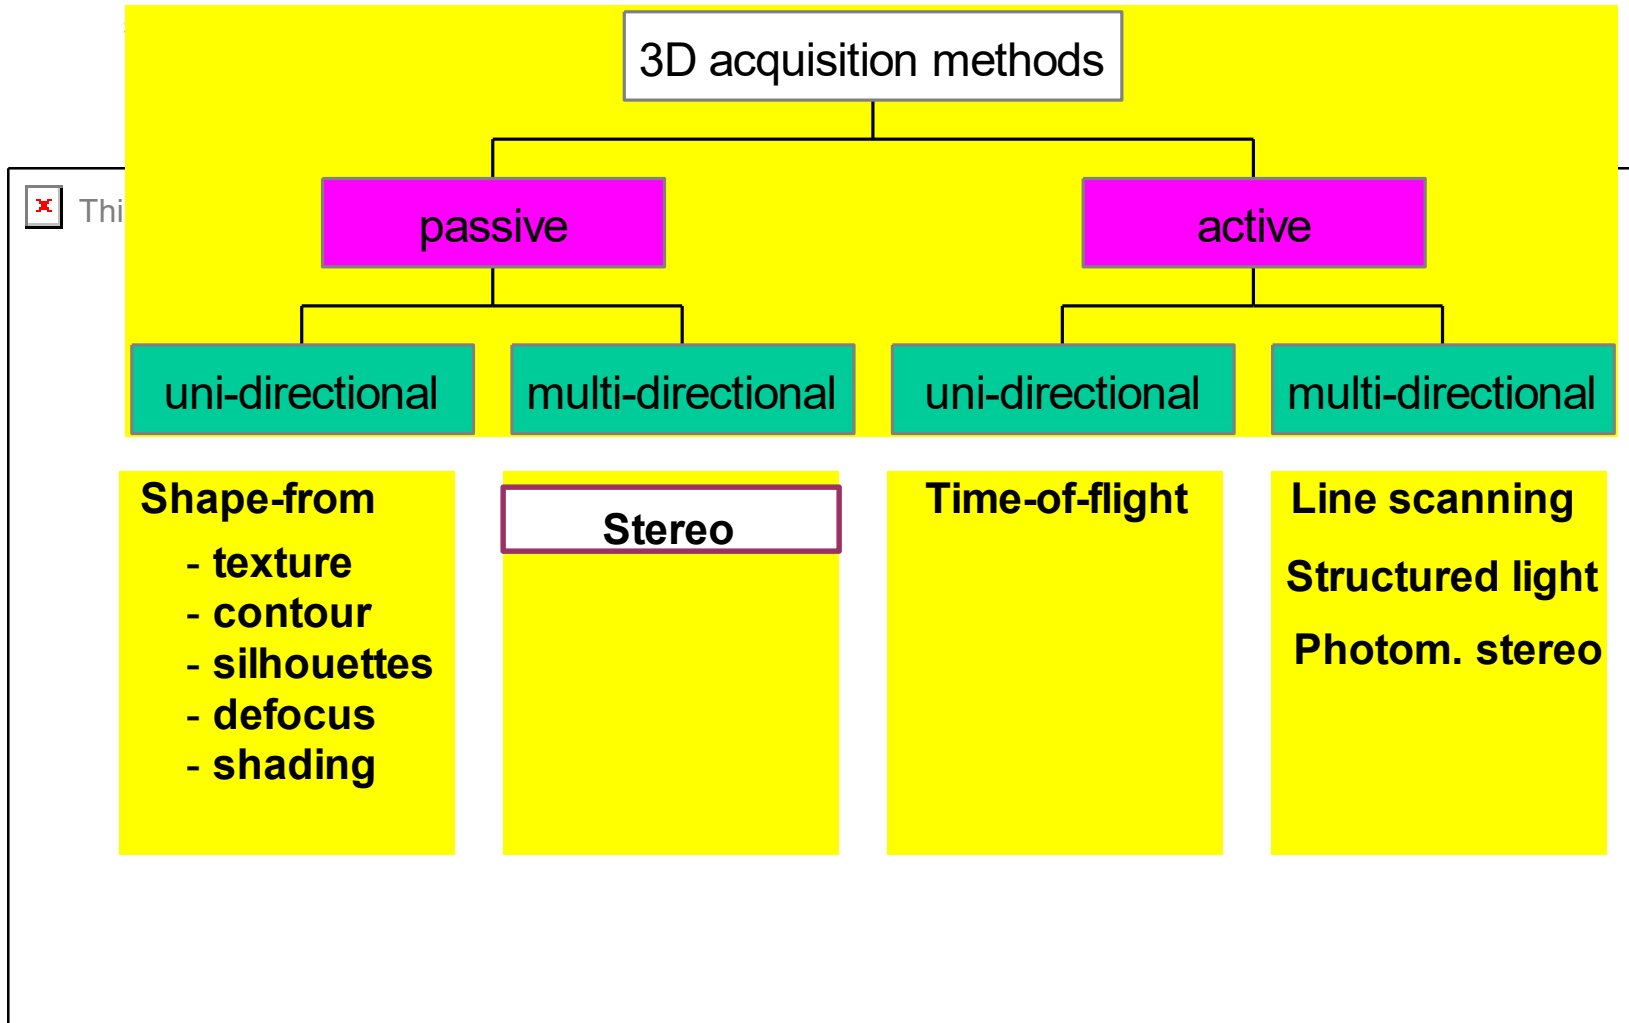 3D acquisition methods
Thi
passive
active
uni-directional
multi-directional
uni-directional
multi-directional
Shape-from
- texture
- contour
- silhouettes
- defocus
- shading
Stereo
Time-of-flight
Line scanning
Structured light
Photom. stereo